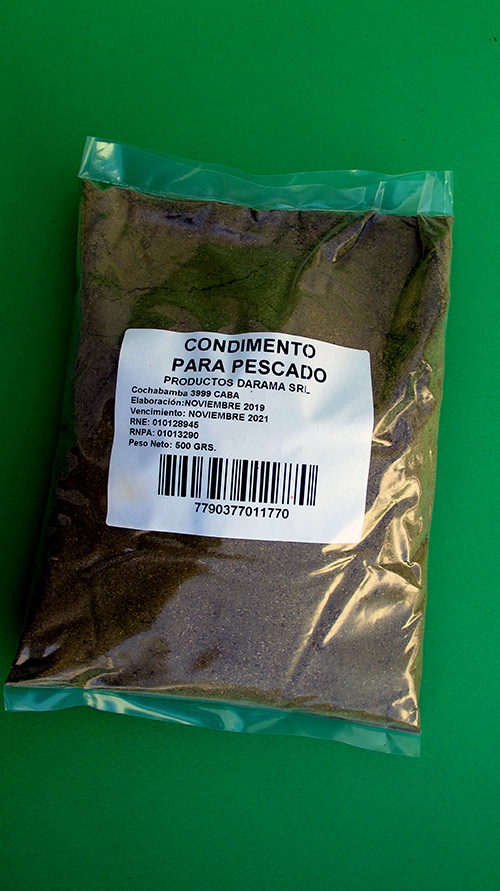 CONDIMENTO
PARA PESCADO
PRODUCTOS DARAMA SRL
Cochabamba 3999 CABA
Elaboración:NOVIEMBRE 2019
Vencimiento: NOVIEMBRE 2021
RNE: 010128945
RNPA: 01013290
Peso Neto: 500 GRS.
7790377011770